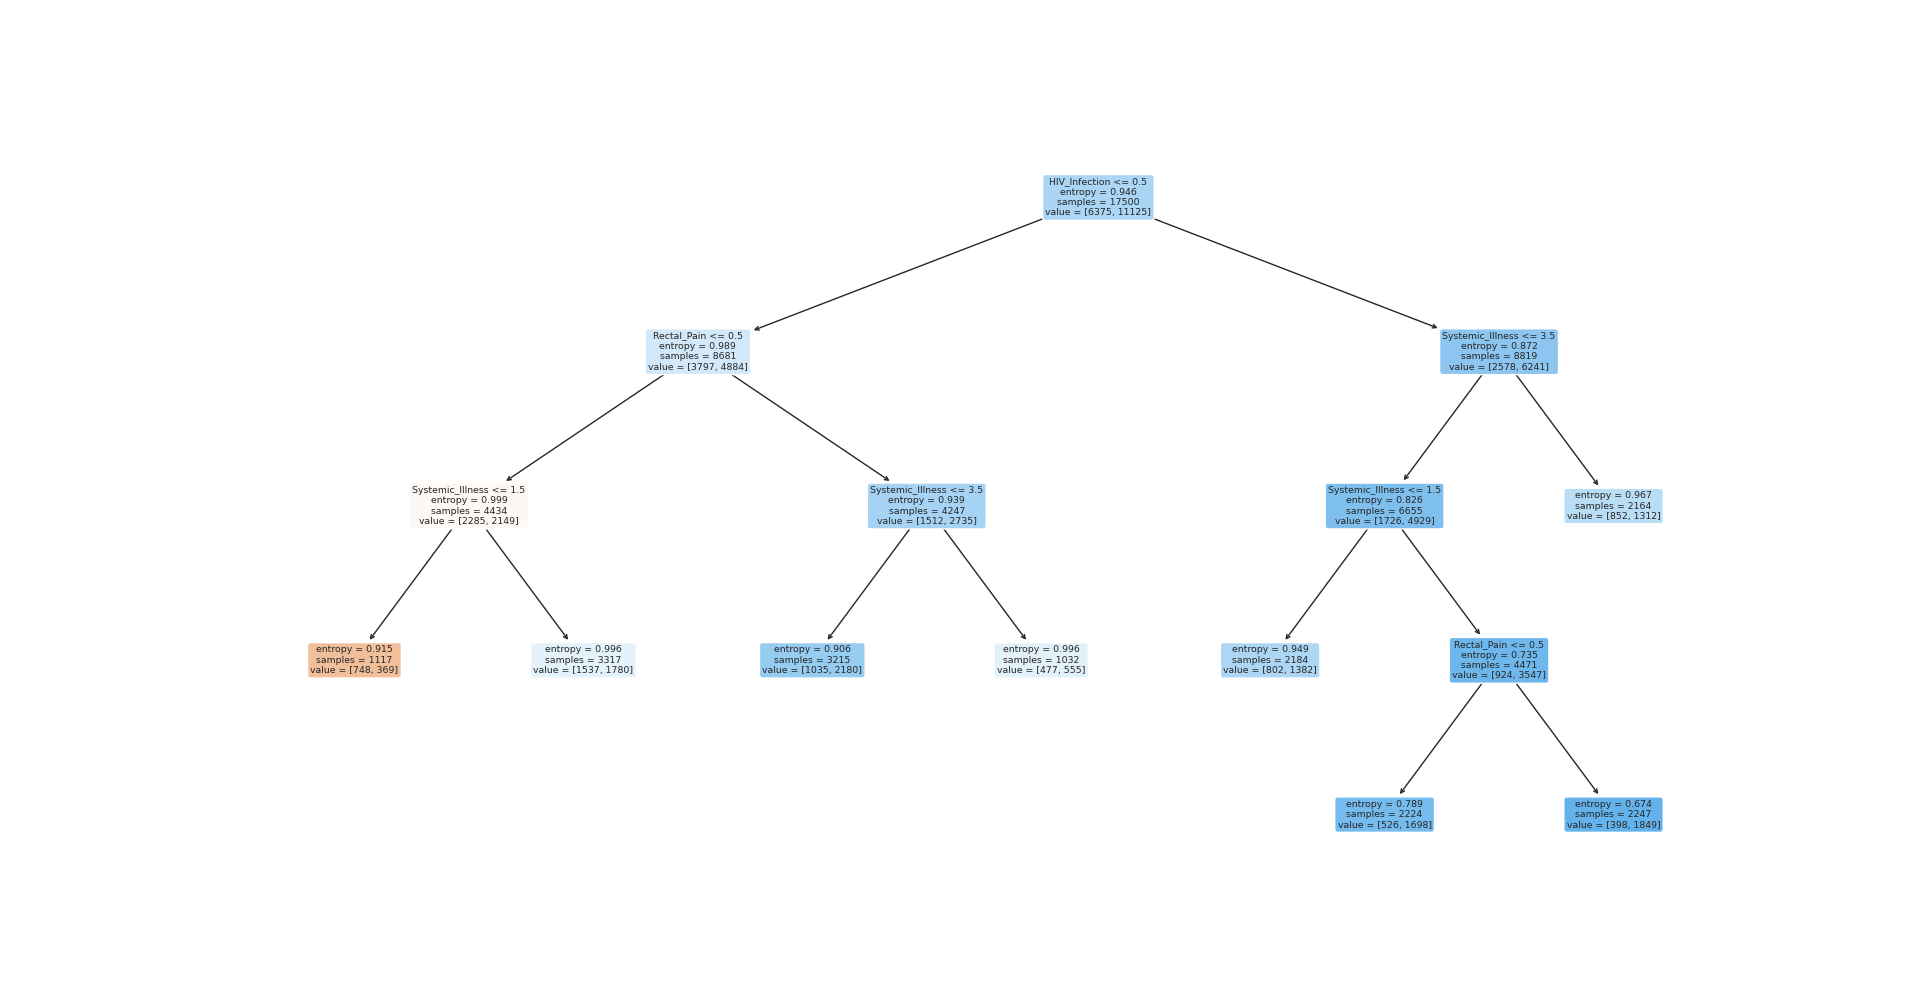 HIV_Infection <= 0.5
entropy = 0.946
samples = 17500
value = [6375, 11125]
Rectal_Pain <= 0.5
entropy = 0.989
samples = 8681
value = [3797, 4884]
Systemic_Illness <= 3.5
entropy = 0.872
samples = 8819
value = [2578, 6241]
Systemic_Illness <= 1.5
entropy = 0.999
samples = 4434
value = [2285, 2149]
Systemic_Illness <= 3.5
entropy = 0.939
samples = 4247
value = [1512, 2735]
Systemic_Illness <= 1.5
entropy = 0.826
samples = 6655
value = [1726, 4929]
entropy = 0.967
samples = 2164
value = [852, 1312]
entropy = 0.915
samples = 1117
value = [748, 369]
entropy = 0.996
samples = 3317
value = [1537, 1780]
entropy = 0.906
samples = 3215
value = [1035, 2180]
entropy = 0.996
samples = 1032
value = [477, 555]
entropy = 0.949
samples = 2184
value = [802, 1382]
Rectal_Pain <= 0.5
entropy = 0.735
samples = 4471
value = [924, 3547]
entropy = 0.789
samples = 2224
value = [526, 1698]
entropy = 0.674
samples = 2247
value = [398, 1849]